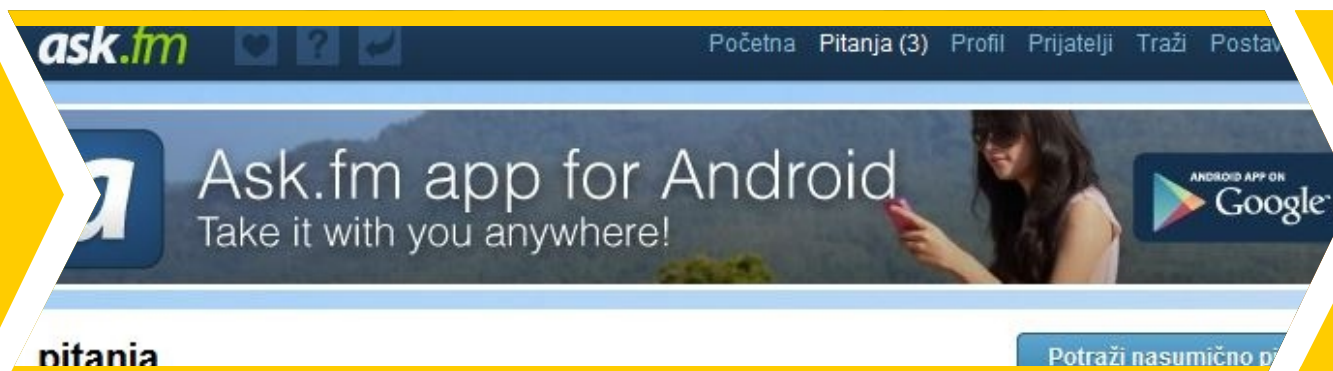 ask.fm ? Početna Pitanja (3) Profil Prijatelji Traži
a
Ask.fm app for Android
Take it with you anywhere!
ANDROID APP ON
Google
pitanja
Potraži nasumično